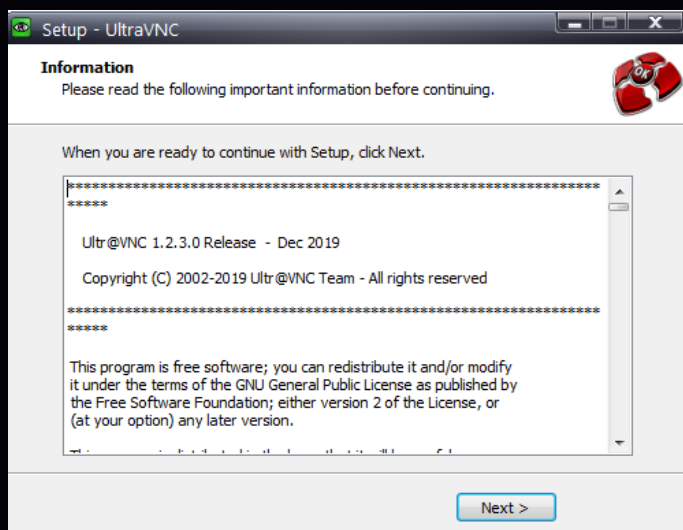 Setup - UltraVNC
Information
Please read the following important information before continuing.
OK
When you are ready to continue with Setup, click Next.
*****************************************************************
*****
Ultr@VNC 1.2.3.0 Release - Dec 2019
Copyright (C) 2002-2019 Ultr@VNC Team - All rights reserved
*****************************************************************
*****
This program is free software; you can redistribute it and/or modify
it under the terms of the GNU General Public License as published by
the Free Software Foundation; either version 2 of the License, or
(at your option) any later version.
Next >